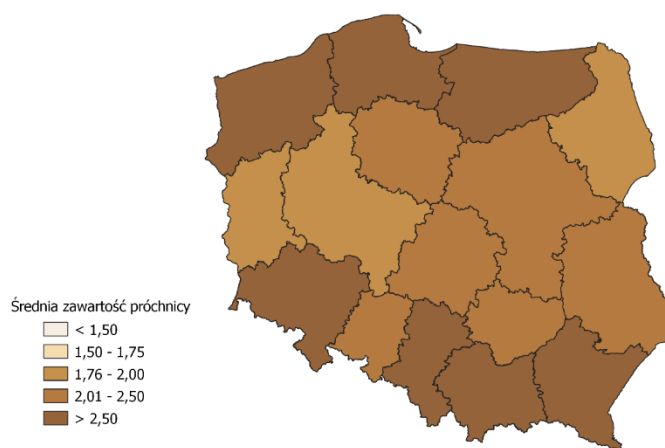 Średnia zawartość próchnicy
< 1,50
1,50 - 1,75
1,76 - 2,00
2,01 - 2,50
> 2,50